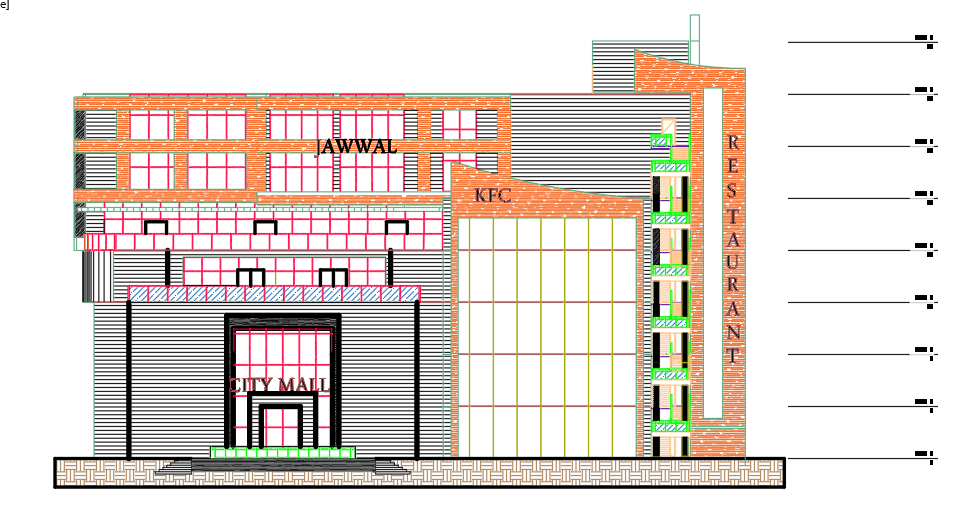 e]
JAWWAL
KFC
RESTAURANT
CITY MALL